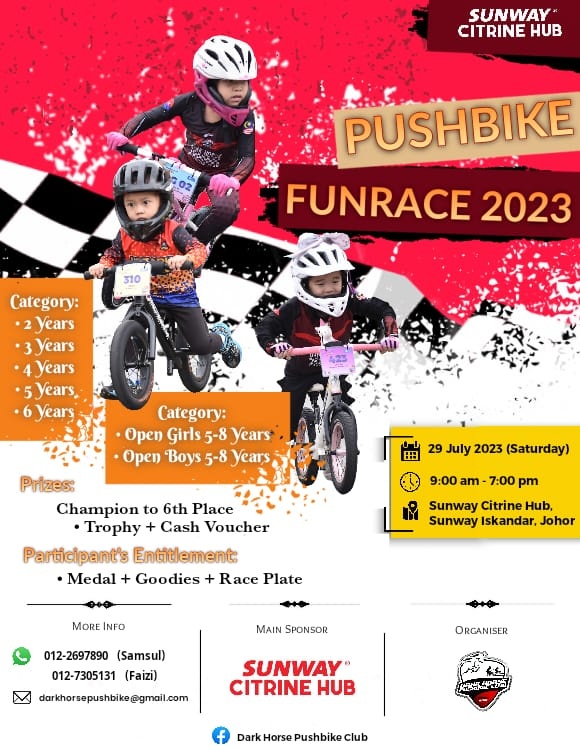 SUNWAY®
CITRINE HUB
PUSHBIKE
FUNRACE 2023
02
310
423
Category:
• 2 Years
• 3 Years
• 4 Years
• 5 Years
• 6 Years
Category:
• Open Girls 5-8 Years
• Open Boys 5-8 Years
29 July 2023 (Saturday)
9:00 am - 7:00 pm
Sunway Citrine Hub,
Sunway Iskandar, Johor
Prizes:
Champion to 6th Place
• Trophy + Cash Voucher
Participant's Entitlement:
• Medal + Goodies + Race Plate
More Info
012-2697890 (Samsul)
012-7305131 (Faizi)
darkhorsepushbike@gmail.com
Main Sponsor
SUNWAY®
CITRINE HUB
Organiser
Dark Horse Pushbike Club